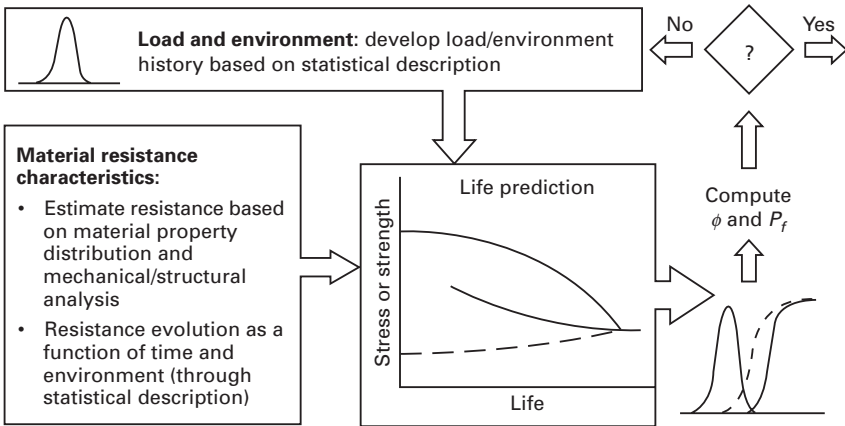 Load and environment: develop load/environment
history based on statistical description
No
?
Yes
Material resistance
characteristics:
• Estimate resistance based
on material property
distribution and
mechanical/structural
analysis
• Resistance evolution as a
function of time and
environment (through
statistical description)
Life prediction
Stress or strength
Life
Compute
ϕ and Pf